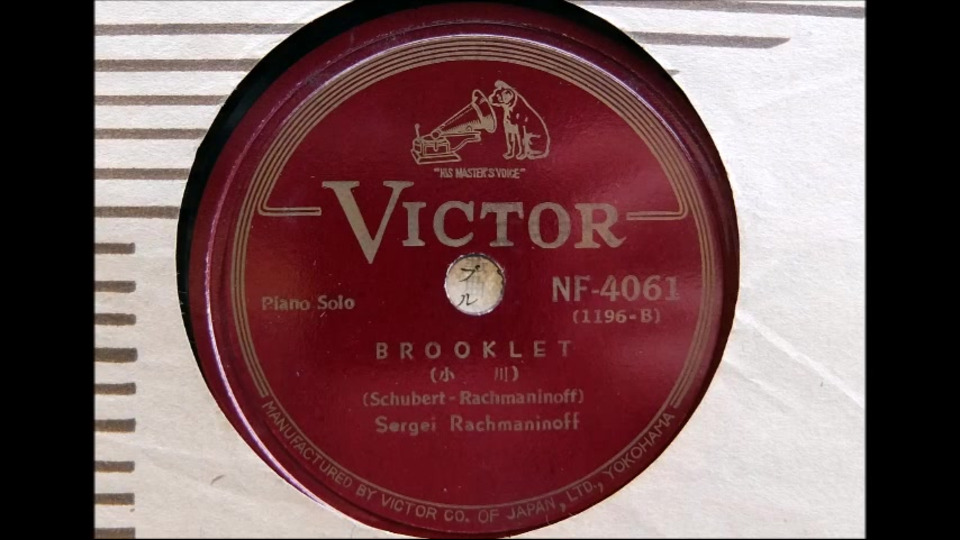 "HIS MASTER'S VOICE"
VICTOR
プ
ル
Piano Solo
NF-4061
(1196-B)
BROOKLET
(小 川)
(Schubert-Rachmaninoff)
Sergei Rachmaninoff
MANUFACTURED BY VICTOR CO. OF JAPAN, LTD., YOKOHAMA